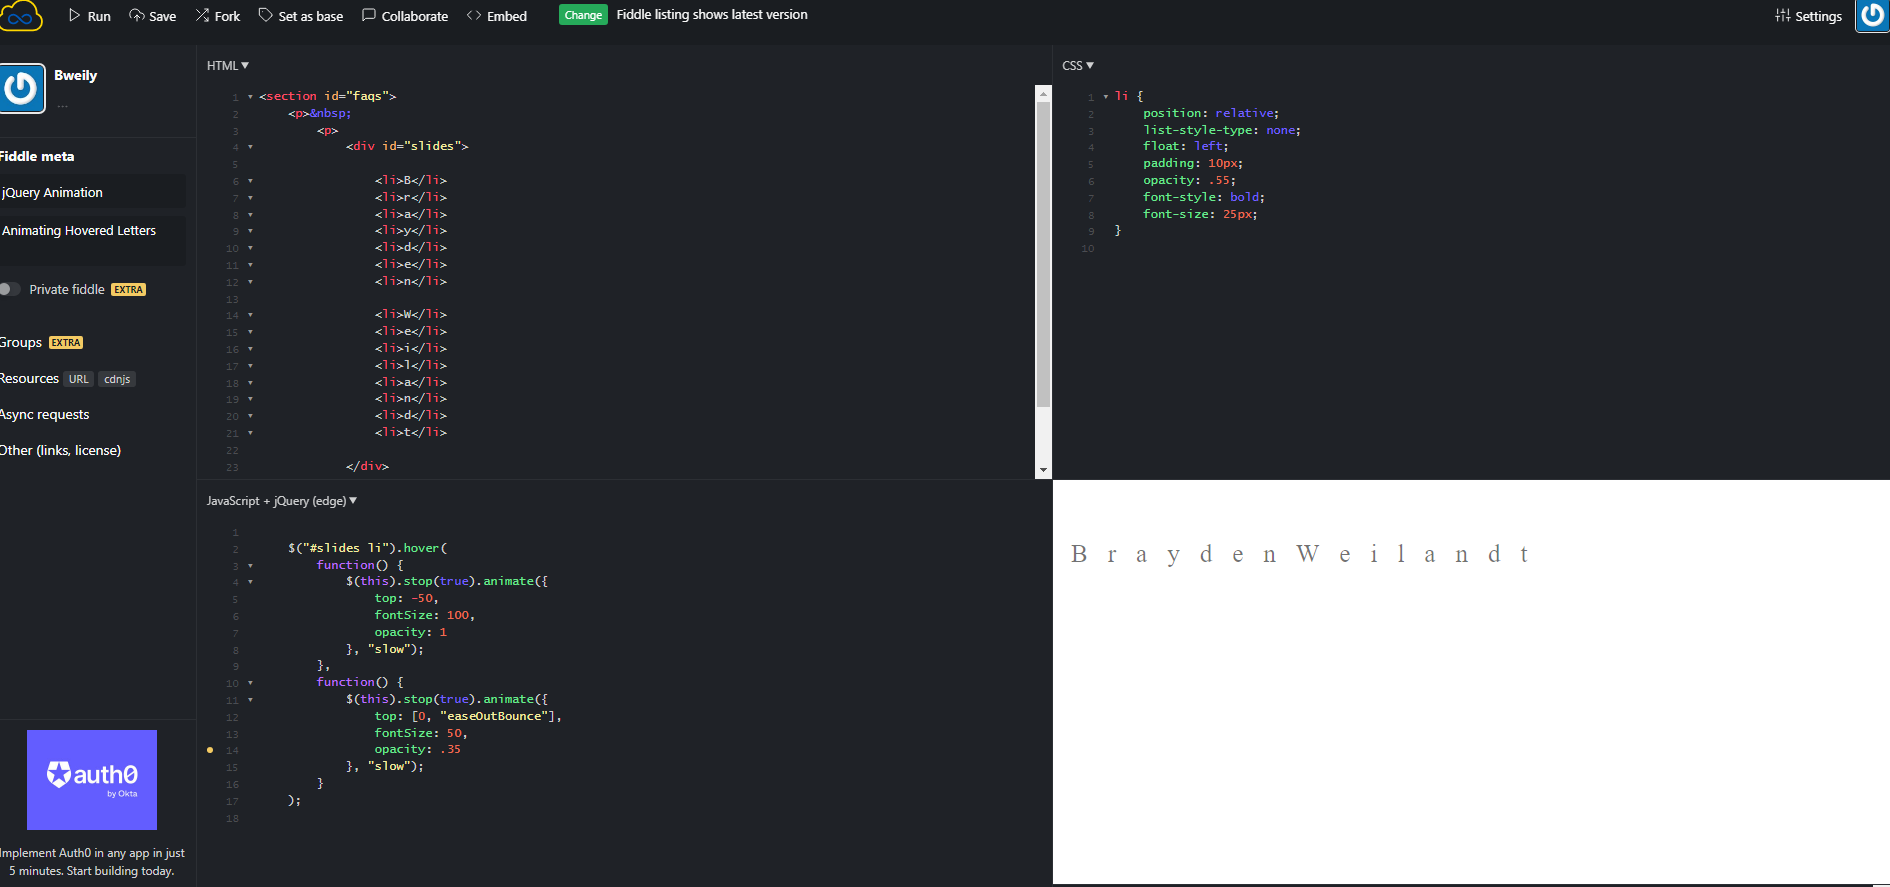 Run Save Fork Set as base Collaborate Embed Change Fiddle listing shows latest version Settings
Bweily
...
Fiddle meta
jQuery Animation
Animating Hovered Letters
Private fiddle EXTRA
Groups EXTRA
Resources URL cdnjs
Async requests
Other (links, license)
auth0
by Okta
Implement Auth0 in any app in just
5 minutes. Start building today.
HTML
1 <section id="faqs">
2 <p>&nbsp;
3 <p>
4 <div id="slides">
5
6 <li>B</li>
7 <li>r</li>
8 <li>a</li>
9 <li>y</li>
10 <li>d</li>
11 <li>e</li>
12 <li>n</li>
13
14 <li>W</li>
15 <li>e</li>
16 <li>i</li>
17 <li>l</li>
18 <li>a</li>
19 <li>n</li>
20 <li>d</li>
21 <li>t</li>
22
23 </div>
CSS
1 li {
2 position: relative;
3 list-style-type: none;
4 float: left;
5 padding: 10px;
6 opacity: .55;
7 font-style: bold;
8 font-size: 25px;
9 }
10
JavaScript + jQuery (edge)
1
2 $("#slides li").hover(
3 function() {
4 $(this).stop(true).animate({
5 top: -50,
6 fontSize: 100,
7 opacity: 1
8 }, "slow");
9 },
10 function() {
11 $(this).stop(true).animate({
12 top: [0, "easeOutBounce"],
13 fontSize: 50,
14 opacity: .35
15 }, "slow");
16 }
17 );
18
B r a y d e n W e i l a n d t